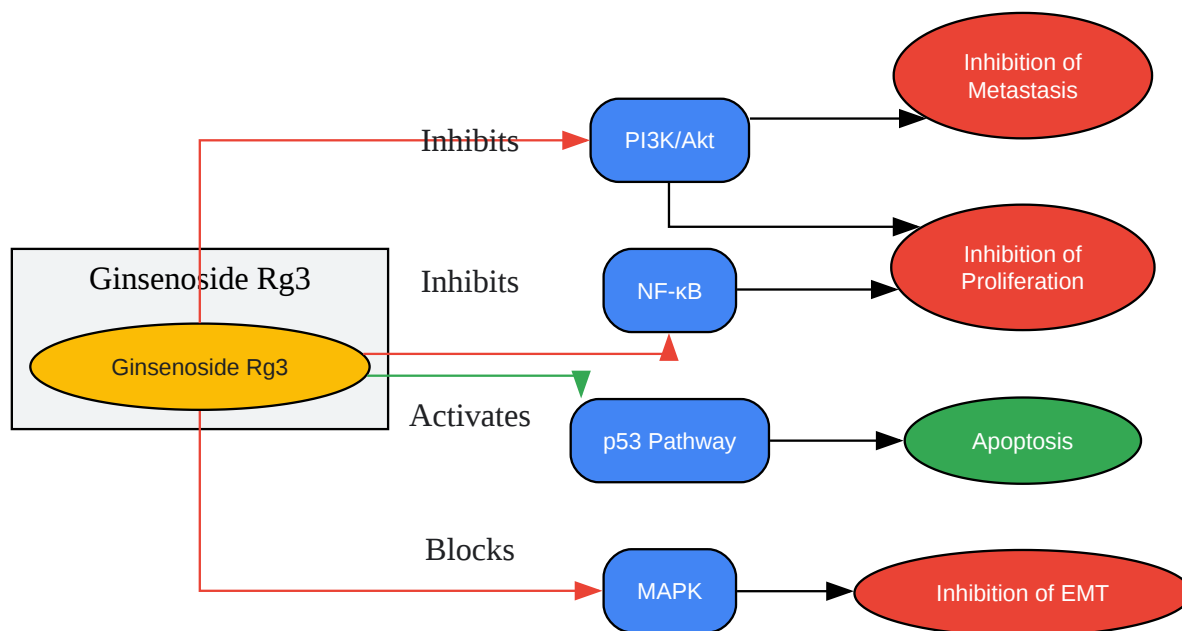 Inhibition of
Metastasis
Inhibits
PI3K/Akt
Inhibition of
Proliferation
Ginsenoside Rg3
Inhibits
NF-κB
Ginsenoside Rg3
Activates
p53 Pathway
Apoptosis
Blocks
MAPK
Inhibition of EMT